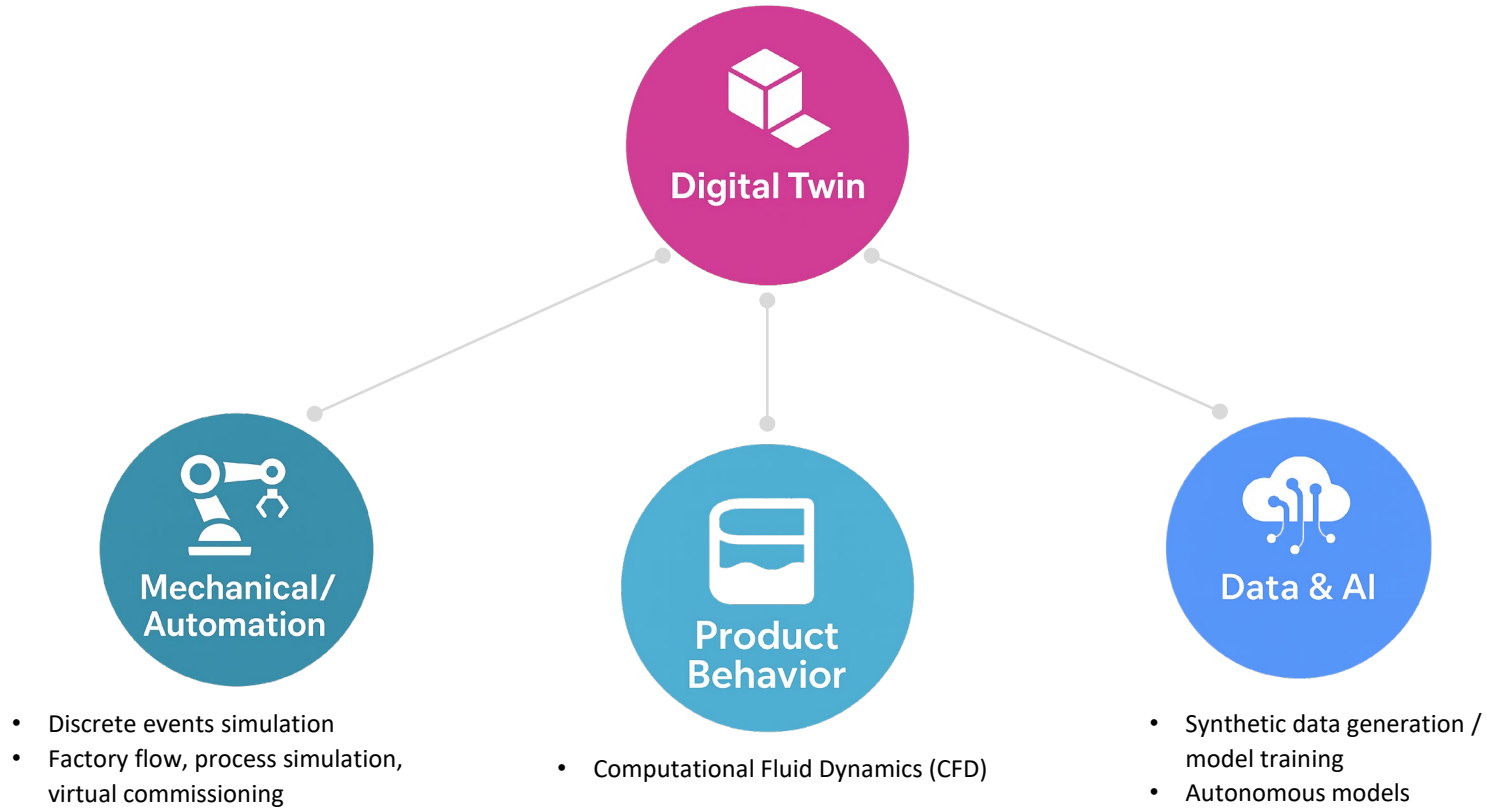 Digital Twin
Mechanical/
Automation
• Discrete events simulation
• Factory flow, process simulation,
virtual commissioning
Product
Behavior
• Computational Fluid Dynamics (CFD)
Data & AI
• Synthetic data generation /
model training
• Autonomous models